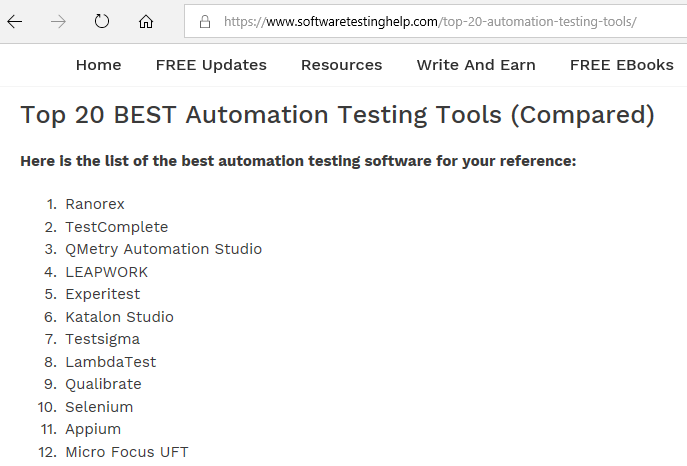 https://www.softwaretestinghelp.com/top-20-automation-testing-tools/
Home FREE Updates Resources Write And Earn FREE EBooks
Top 20 BEST Automation Testing Tools (Compared)
Here is the list of the best automation testing software for your reference:
1. Ranorex
2. TestComplete
3. QMetry Automation Studio
4. LEAPWORK
5. Experitest
6. Katalon Studio
7. Testsigma
8. LambdaTest
9. Qualibrate
10. Selenium
11. Appium
12. Micro Focus UFT